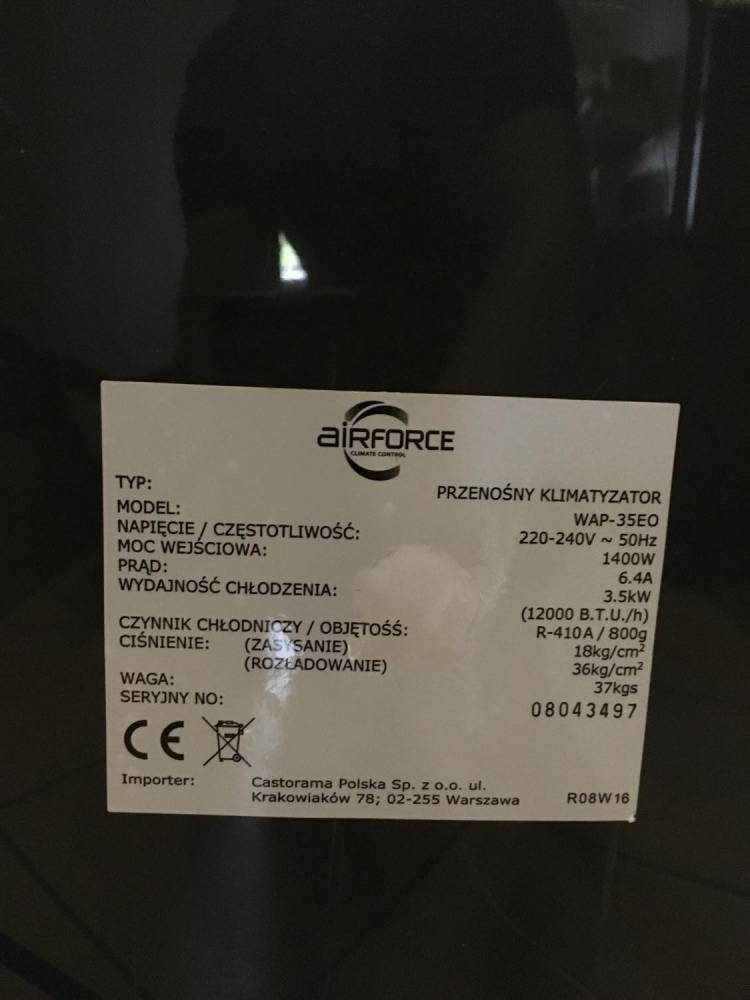 aiRFORCE
CLIMATE CONTROL
TYP: PRZENOŚNY KLIMATYZATOR
MODEL: WAP-35EO
NAPIĘCIE / CZĘSTOTLIWOŚĆ: 220-240V ~ 50Hz
MOC WEJŚCIOWA: 1400W
PRĄD: 6.4A
WYDAJNOŚĆ CHŁODZENIA: 3.5kW
(12000 B.T.U./h)
CZYNNIK CHŁODNICZY / OBJĘTOŚŚ: R-410A / 800g
CIŚNIENIE: (ZASYSANIE) 18kg/cm²
(ROZŁADOWANIE) 36kg/cm²
WAGA: 37kgs
SERYJNY NO: 08043497
CE
Importer: Castorama Polska Sp. z o.o. ul.
Krakowiaków 78; 02-255 Warszawa R08W16